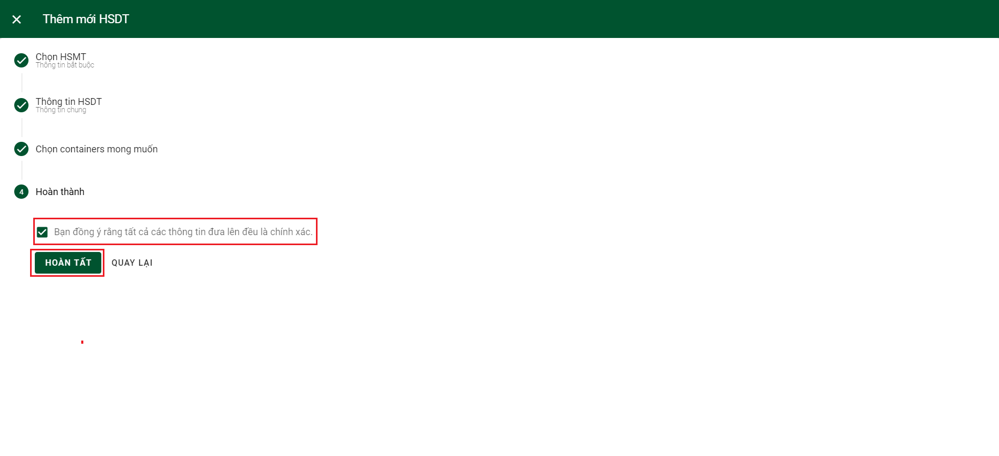 Thêm mới HSDT
Chọn HSMT
Thông tin bắt buộc
Thông tin HSDT
Thông tin chung
Chọn containers mong muốn
4 Hoàn thành
Bạn đồng ý rằng tất cả các thông tin đưa lên đều là chính xác.
HOÀN TẤT QUAY LẠI